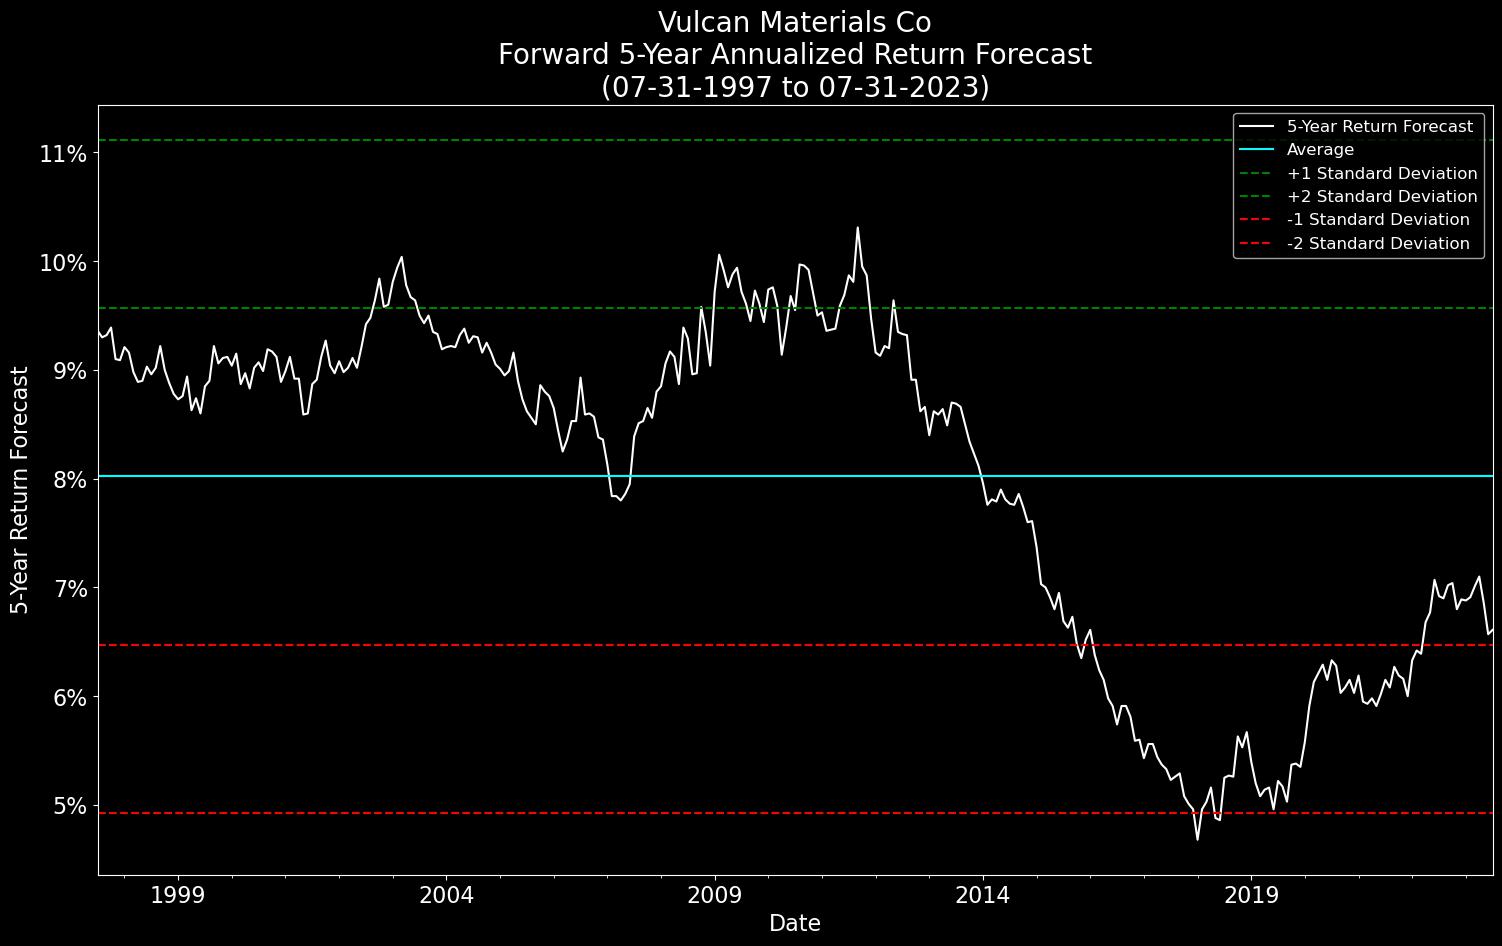 Vulcan Materials Co
Forward 5-Year Annualized Return Forecast
(07-31-1997 to 07-31-2023)
5-Year Return Forecast
Average
+1 Standard Deviation
+2 Standard Deviation
-1 Standard Deviation
-2 Standard Deviation
5-Year Return Forecast
11%
10%
9%
8%
7%
6%
5%
1999 2004 2009 2014 2019
Date